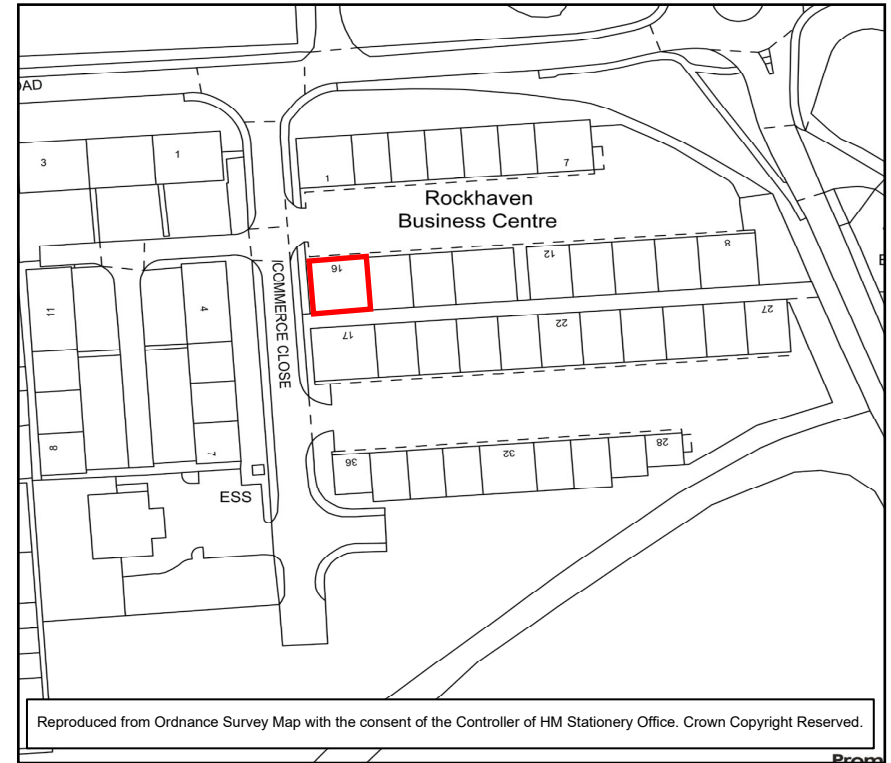 OAD
3
1
1
7
Rockhaven
Business Centre
16
12
8
E
COMMERCE CLOSE
11
4
17
22
27
8
36
32
28
ESS
Reproduced from Ordnance Survey Map with the consent of the Controller of HM Stationery Office. Crown Copyright Reserved.
Prom